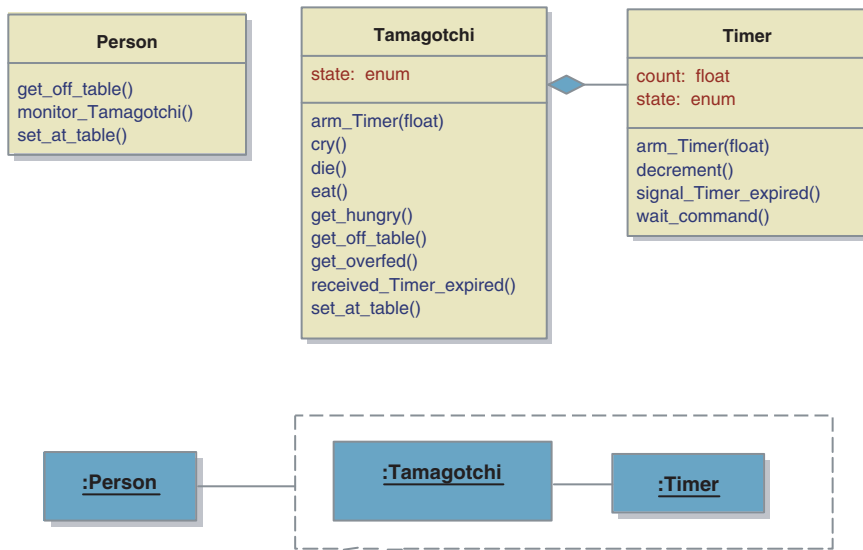 Person
get_off_table()
monitor_Tamagotchi()
set_at_table()
Tamagotchi
state: enum
arm_Timer(float)
cry()
die()
eat()
get_hungry()
get_off_table()
get_overfed()
received_Timer_expired()
set_at_table()
Timer
count: float
state: enum
arm_Timer(float)
decrement()
signal_Timer_expired()
wait_command()
:Person
:Tamagotchi
:Timer